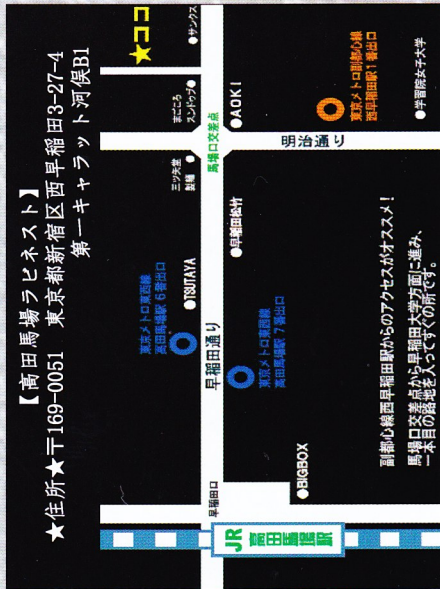 【高田馬場ラビネスト】
★住所★〒169-0051 東京都新宿区西早稲田3-27-4
第一キャラット河俣B1
★ココ
●サンクス
まごころ
スンドゥブ●
馬場口交差点
●AOKI
東京メトロ副都心線
西早稲田駅1番出口
●学習院女子大学
明治通り
三ツ矢堂
製麺 ●
●早稲田松竹
●TSUTAYA
東京メトロ東西線
高田馬場駅 6番出口
早稲田通り
東京メトロ東西線
高田馬場駅 7番出口
●BIGBOX
早稲田口
JR
高田馬場駅
副都心線西早稲田駅からのアクセスがオススメ!
馬場口交差点から早稲田大学方面に進み、
一本目の路地を入ってすぐの所です。